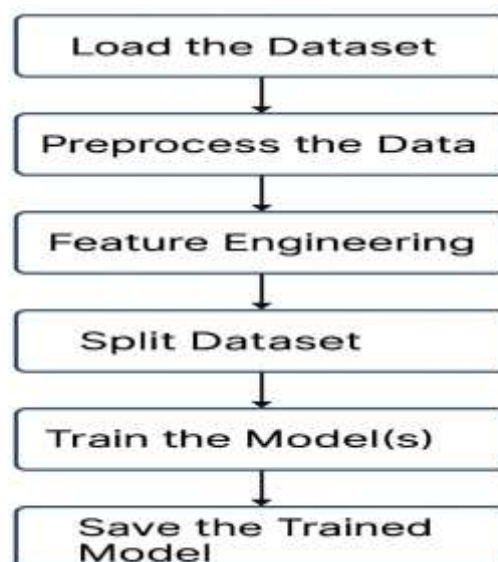 Load the Dataset
Preprocess the Data
Feature Engineering
Split Dataset
Train the Model(s)
Save the Trained
Model